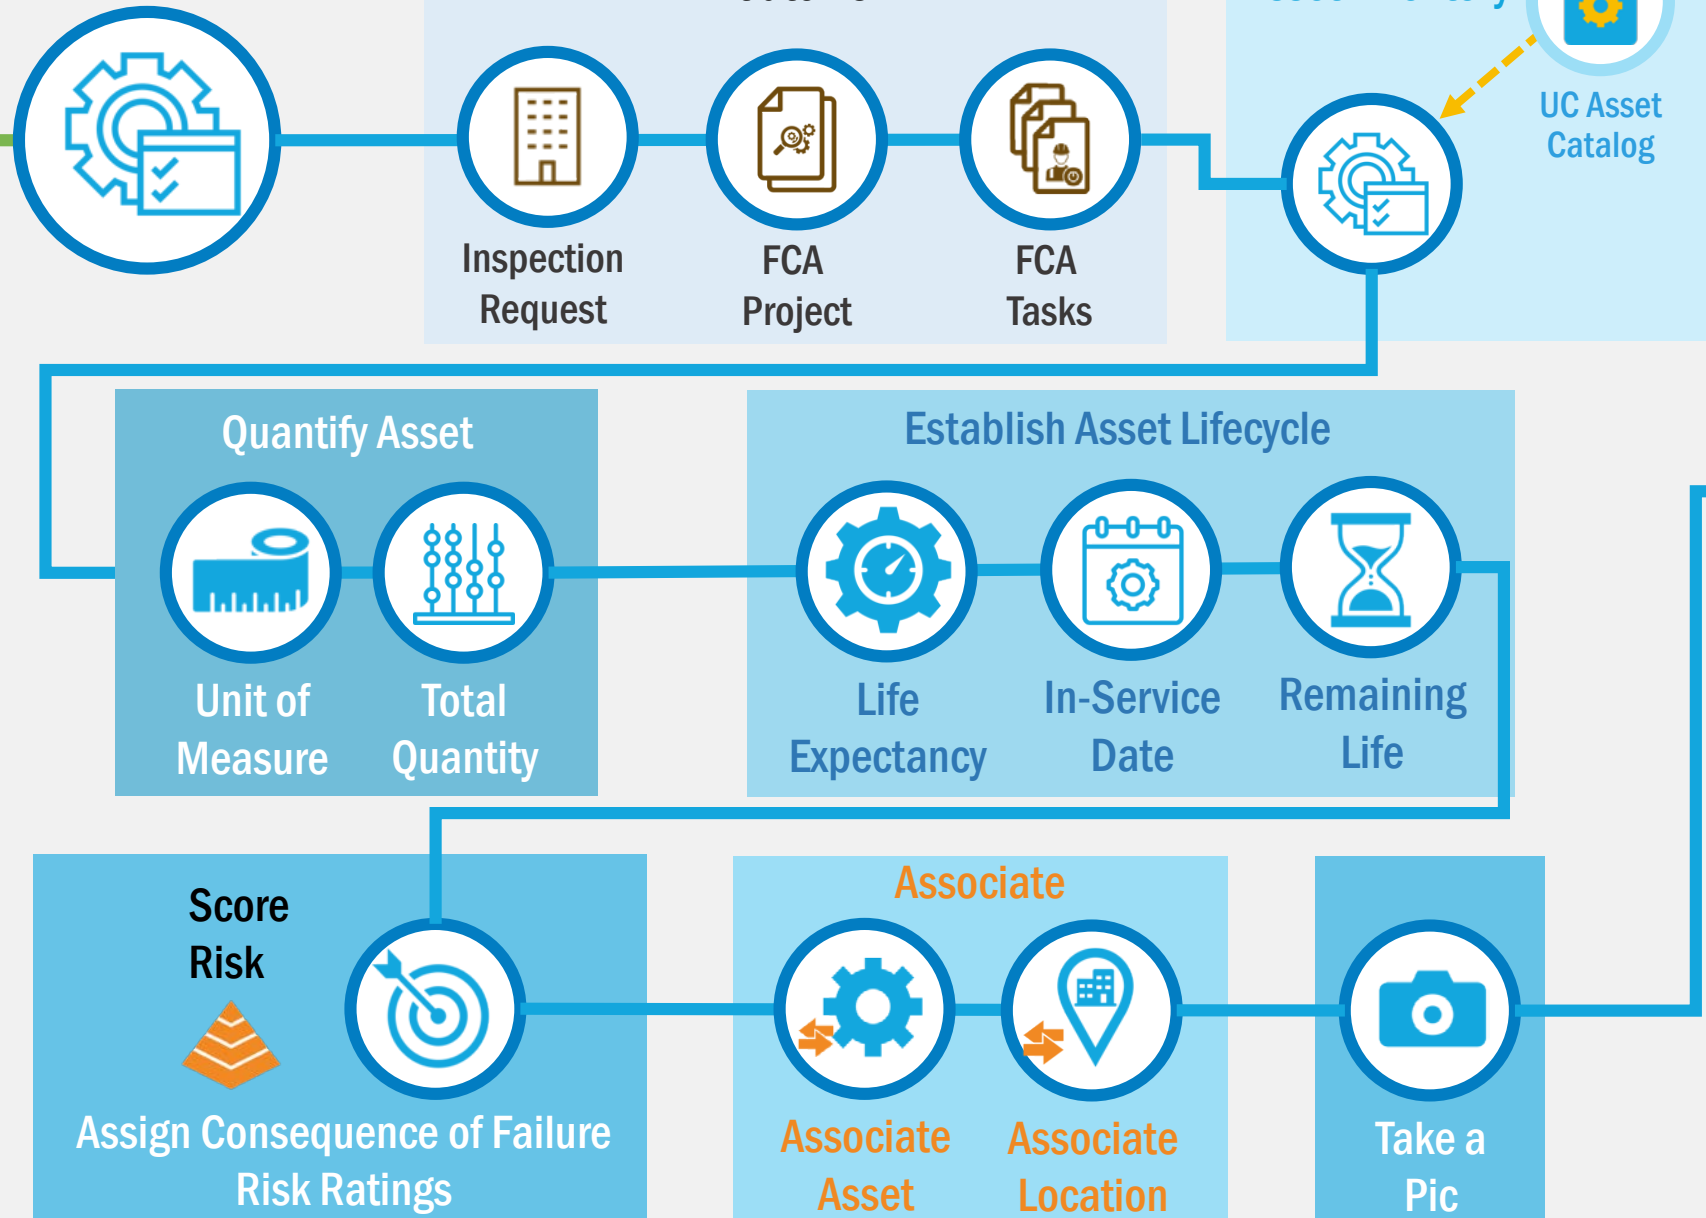 UC Asset
Catalog
Inspection
Request
FCA
Project
FCA
Tasks
Quantify Asset
Establish Asset Lifecycle
Unit of
Measure
Total
Quantity
Life
Expectancy
In-Service
Date
Remaining
Life
Score
Risk
Assign Consequence of Failure
Risk Ratings
Associate
Associate
Asset
Associate
Location
Take a
Pic